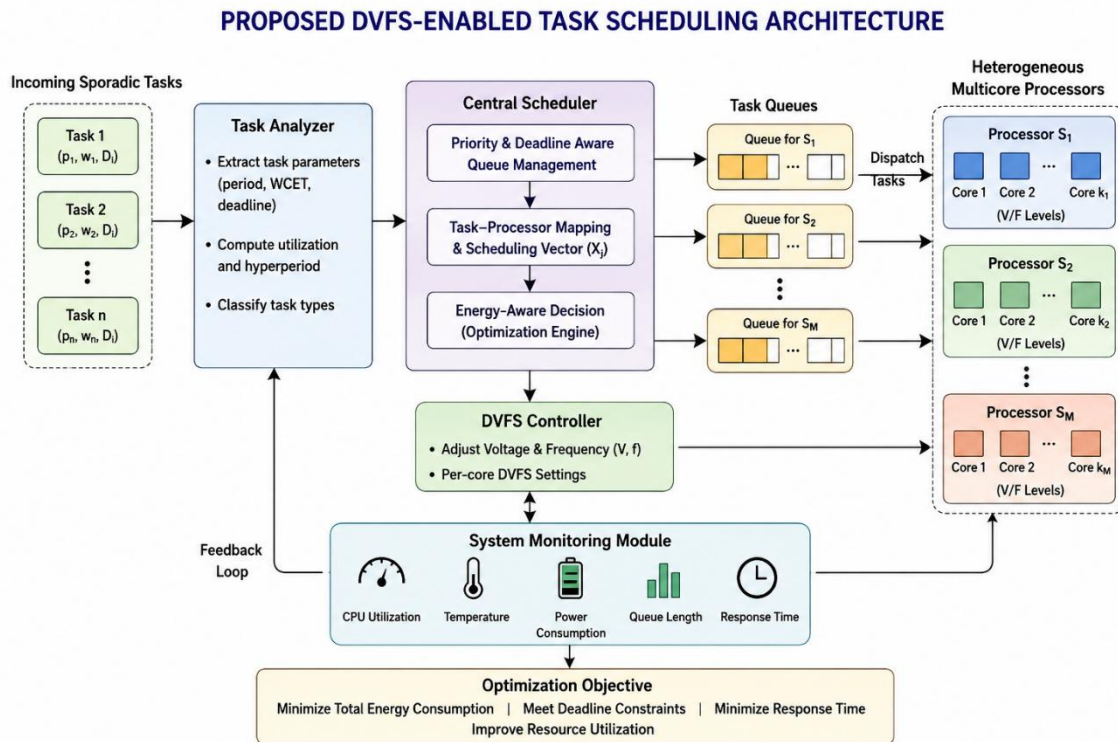 PROPOSED DVFS-ENABLED TASK SCHEDULING ARCHITECTURE
Incoming Sporadic Tasks
Task 1
(p₁, w₁, Dᵢ)
Task 2
(p₂, w₂, Dᵢ)
Task n
(pₙ, wₙ, Dᵢ)
Task Analyzer
• Extract task parameters
(period, WCET,
deadline)
• Compute utilization
and hyperperiod
• Classify task types
Central Scheduler
Priority & Deadline Aware
Queue Management
Task–Processor Mapping
& Scheduling Vector (Xⱼ)
Energy-Aware Decision
(Optimization Engine)
Task Queues
Queue for S₁
...
Queue for S₂
...
Queue for S_M
...
Dispatch
Tasks
Heterogeneous
Multicore Processors
Processor S₁
...
Core 1 Core 2 Core k₁
(V/F Levels)
Processor S₂
...
Core 1 Core 2 Core k₂
(V/F Levels)
Processor S_M
...
Core 1 Core 2 Core k_M
(V/F Levels)
DVFS Controller
• Adjust Voltage & Frequency (V, f)
• Per-core DVFS Settings
Feedback
Loop
System Monitoring Module
CPU Utilization
Temperature
Power
Consumption
Queue Length
Response Time
Optimization Objective
Minimize Total Energy Consumption | Meet Deadline Constraints | Minimize Response Time
Improve Resource Utilization